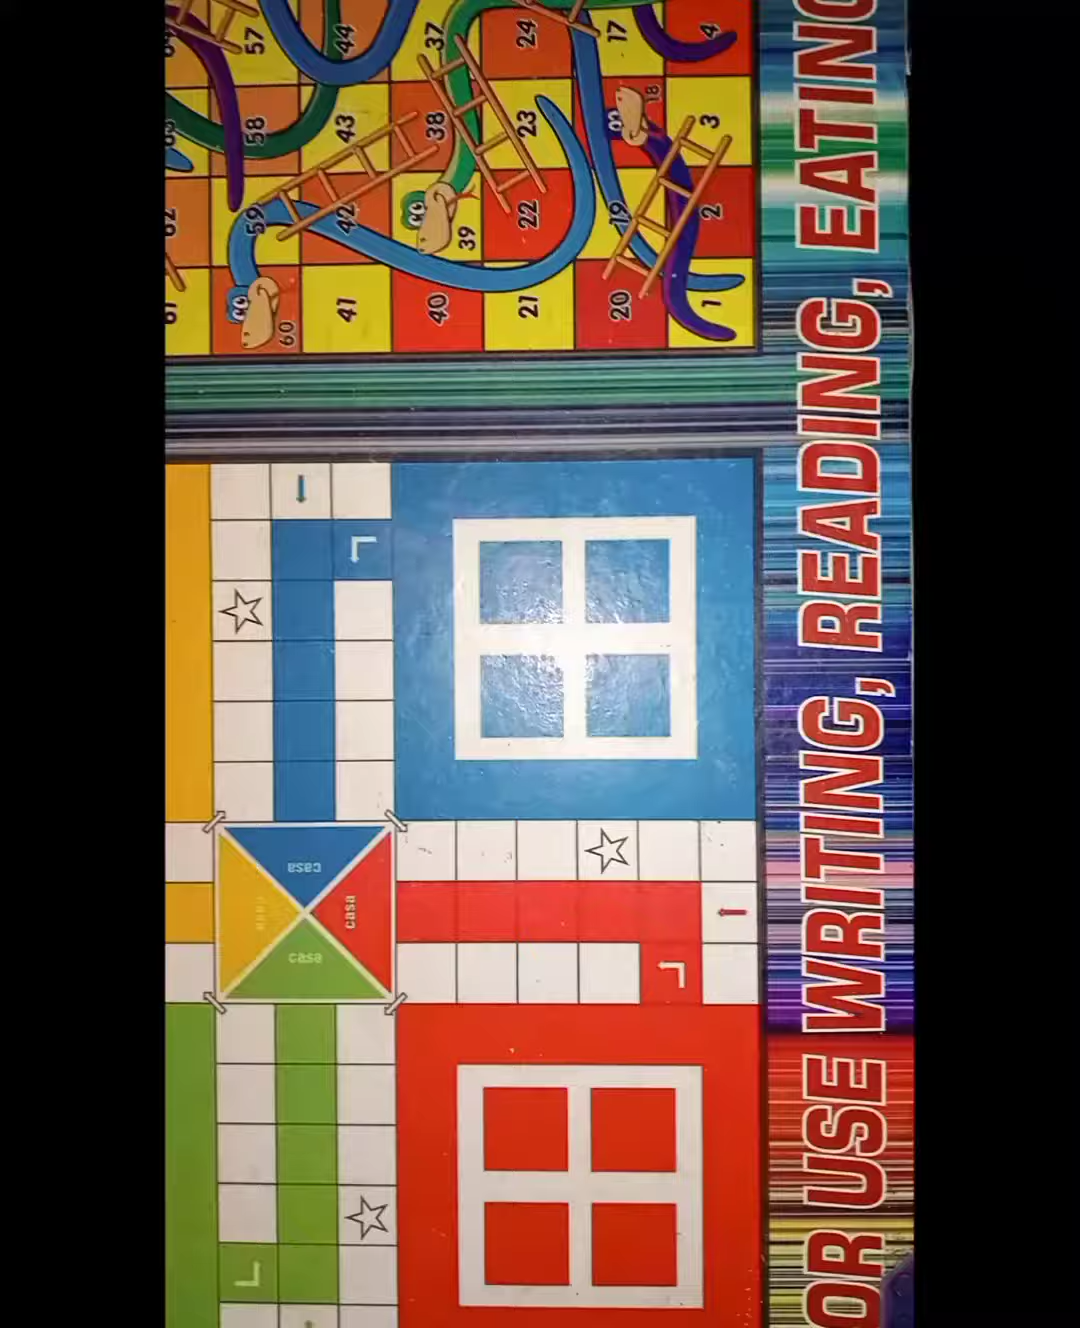 casa
casa
casa
casa
60 59 58 57
41 42 43 44
40 39 38 37
21 22 23 24
20 19 18 17
1 2 3 4
OR USE WRITING, READING, EATING